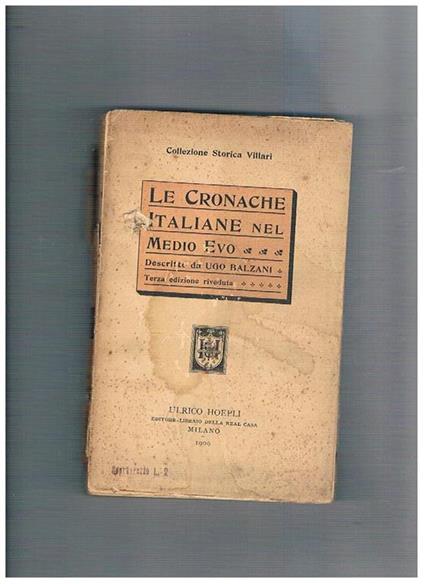 Collezione Storica Villari
LE CRONACHE
ITALIANE NEL
MEDIO EVO
Descritte da UGO BALZANI
Terza edizione riveduta
ULRICO HOEPLI
EDITORE-LIBRAIO DELLA REAL CASA
MILANO
L. 2